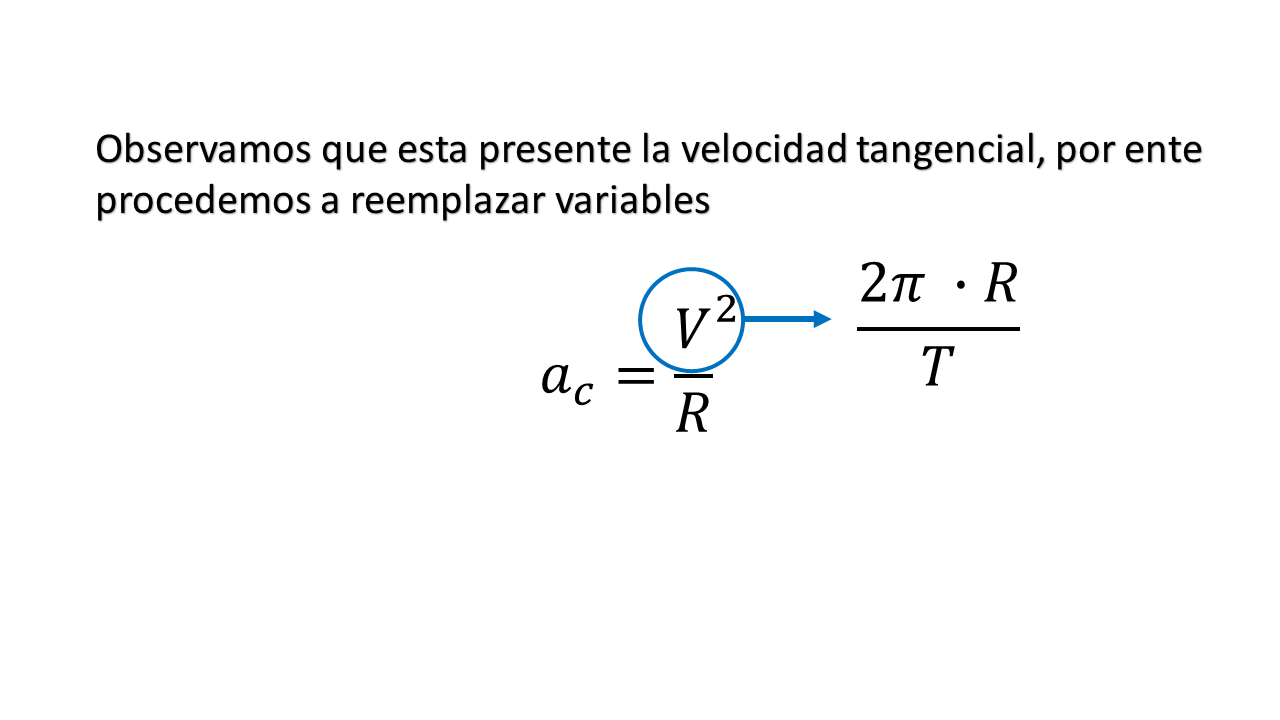 Observamos que esta presente la velocidad tangencial, por ente
procedemos a reemplazar variables
a_c = V²/R → 2π · R/T